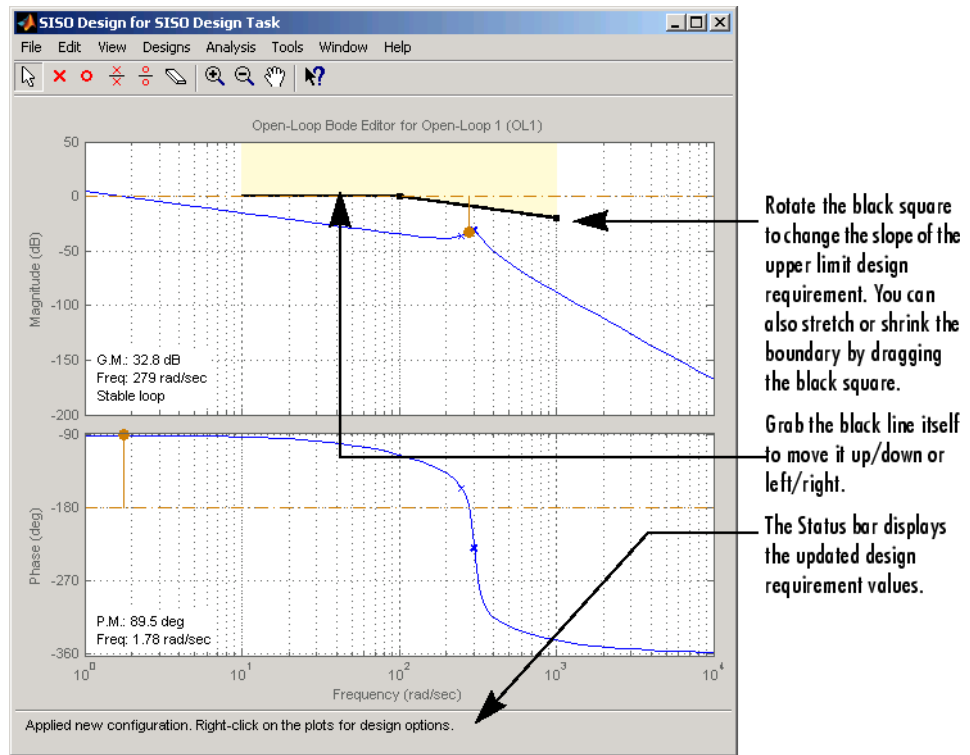 SISO Design for SISO Design Task
File Edit View Designs Analysis Tools Window Help
Open-Loop Bode Editor for Open-Loop 1 (OL1)
50
0
-50
-100
-150
-200
Magnitude (dB)
G.M.: 32.8 dB
Freq: 279 rad/sec
Stable loop
-90
-180
-270
-360
Phase (deg)
P.M.: 89.5 deg
Freq: 1.78 rad/sec
10^0 10^1 10^2 10^3 10^4
Frequency (rad/sec)
Applied new configuration. Right-click on the plots for design options.
Rotate the black square
to change the slope of the
upper limit design
requirement. You can
also stretch or shrink the
boundary by dragging
the black square.
Grab the black line itself
to move it up/down or
left/right.
The Status bar displays
the updated design
requirement values.